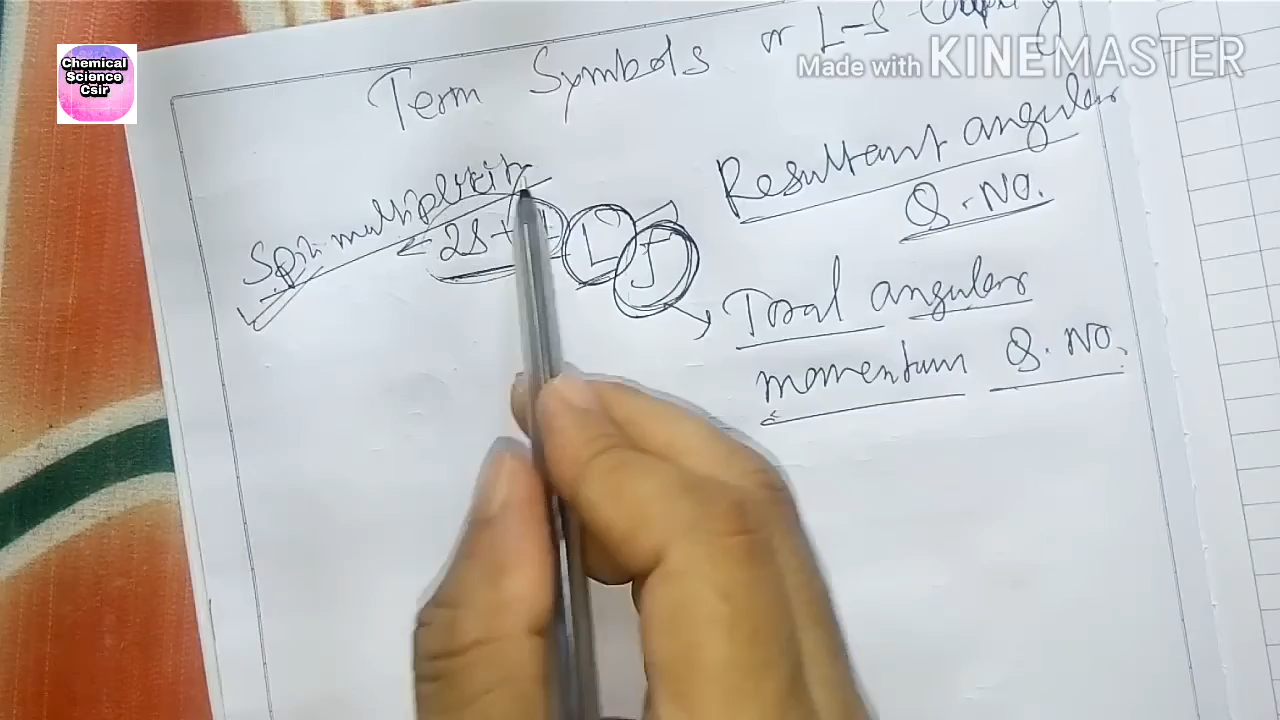 Chemical
Science
Csir
Made with KINEMASTER
Term Symbols or L-S
Spin multiplicity
2S+1 L J
Resultant angular
Q. No.
Total angular
momentum Q. No.